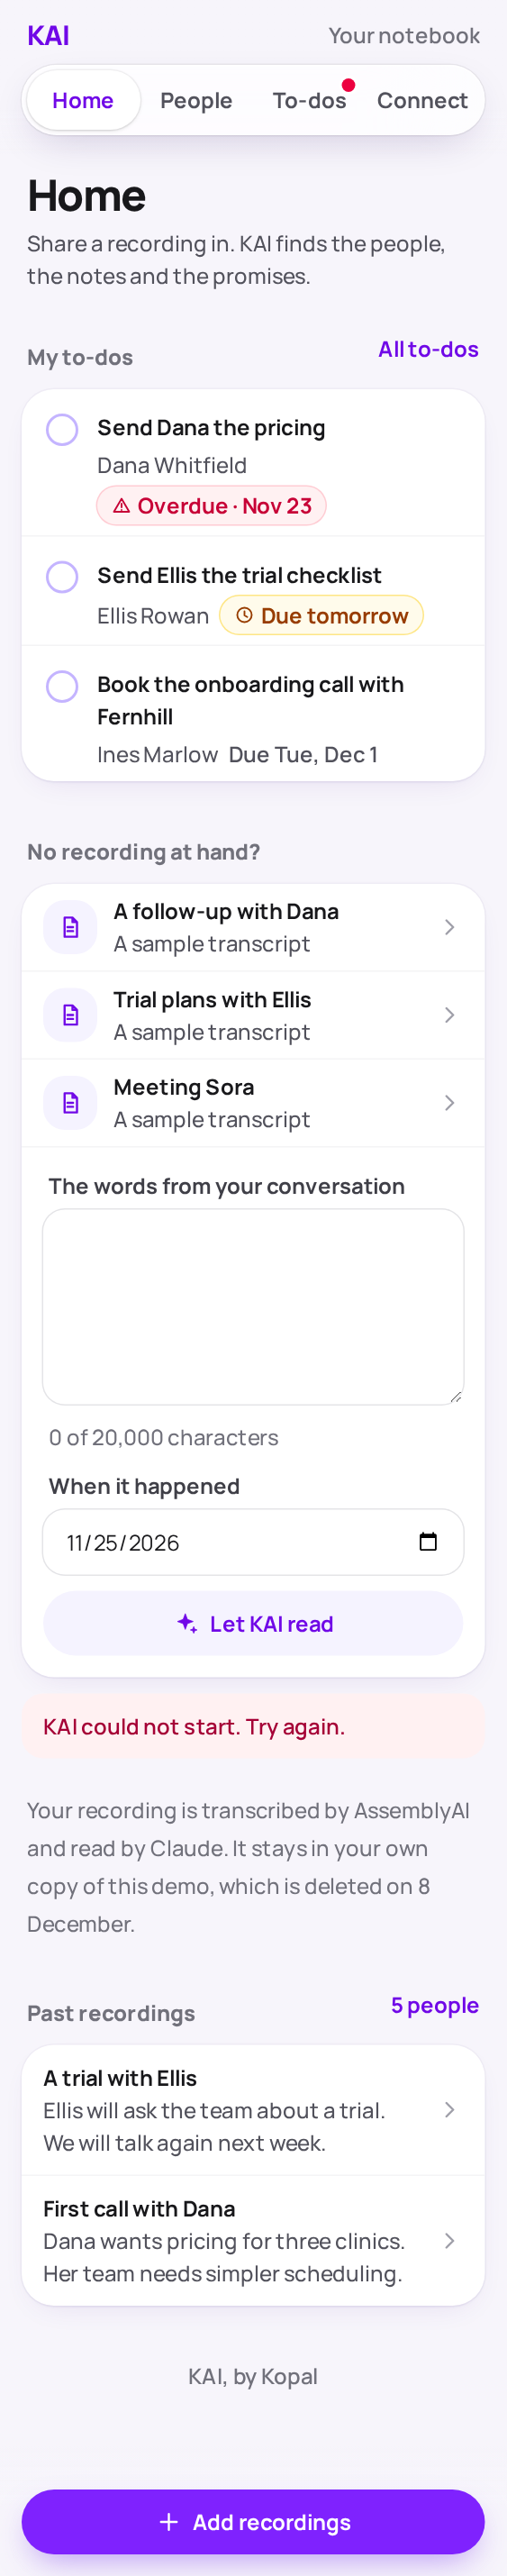 KAI
Your notebook
Home
People
To-dos
Connect
Home
Share a recording in. KAI finds the people,
the notes and the promises.
My to-dos
All to-dos
Send Dana the pricing
Dana Whitfield
Overdue · Nov 23
Send Ellis the trial checklist
Ellis Rowan
Due tomorrow
Book the onboarding call with
Fernhill
Ines Marlow
Due Tue, Dec 1
No recording at hand?
A follow-up with Dana
A sample transcript
Trial plans with Ellis
A sample transcript
Meeting Sora
A sample transcript
The words from your conversation
0 of 20,000 characters
When it happened
11/25/2026
Let KAI read
KAI could not start. Try again.
Your recording is transcribed by AssemblyAI
and read by Claude. It stays in your own
copy of this demo, which is deleted on 8
December.
Past recordings
5 people
A trial with Ellis
Ellis will ask the team about a trial.
We will talk again next week.
First call with Dana
Dana wants pricing for three clinics.
Her team needs simpler scheduling.
KAI, by Kopal
Add recordings